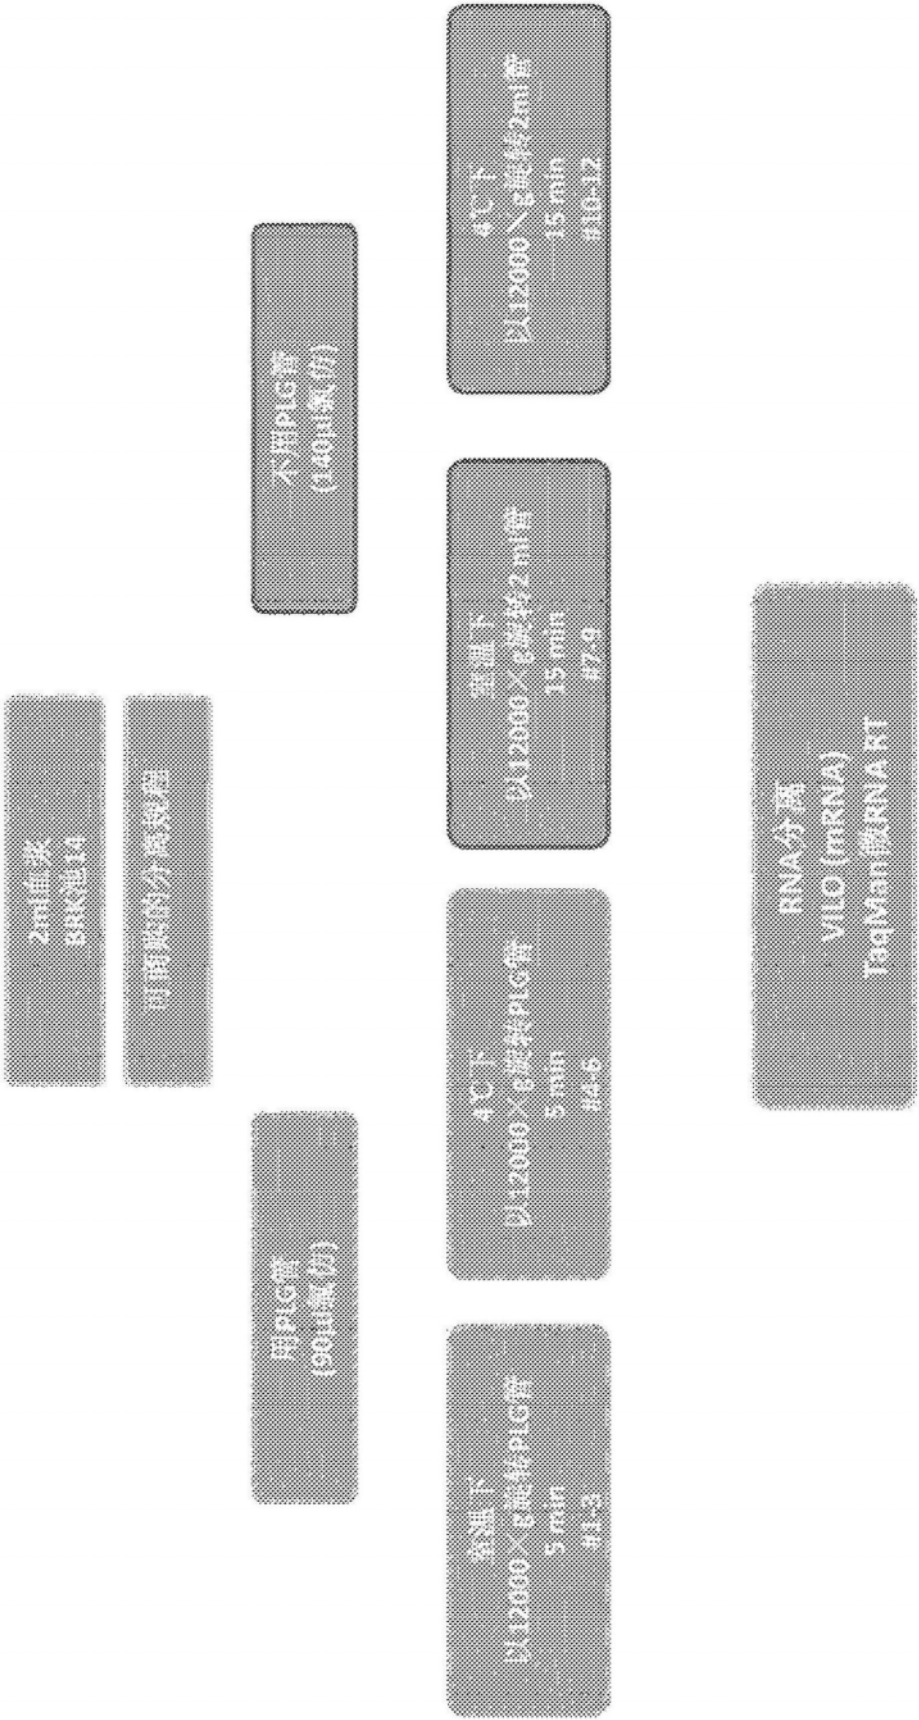 2ml血浆
BRK池14
可商购的分离规程
用PLG管
(90μl氯仿)
不用PLG管
(140μl氯仿)
室温下
以12000×g旋转PLG管
5 min
#1-3
4℃下
以12000×g旋转PLG管
5 min
#4-6
室温下
以12000×g旋转2 ml管
15 min
#7-9
4℃下
以12000×g旋转2ml管
15 min
#10-12
RNA分离
VILO (mRNA)
TaqMan微RNA RT